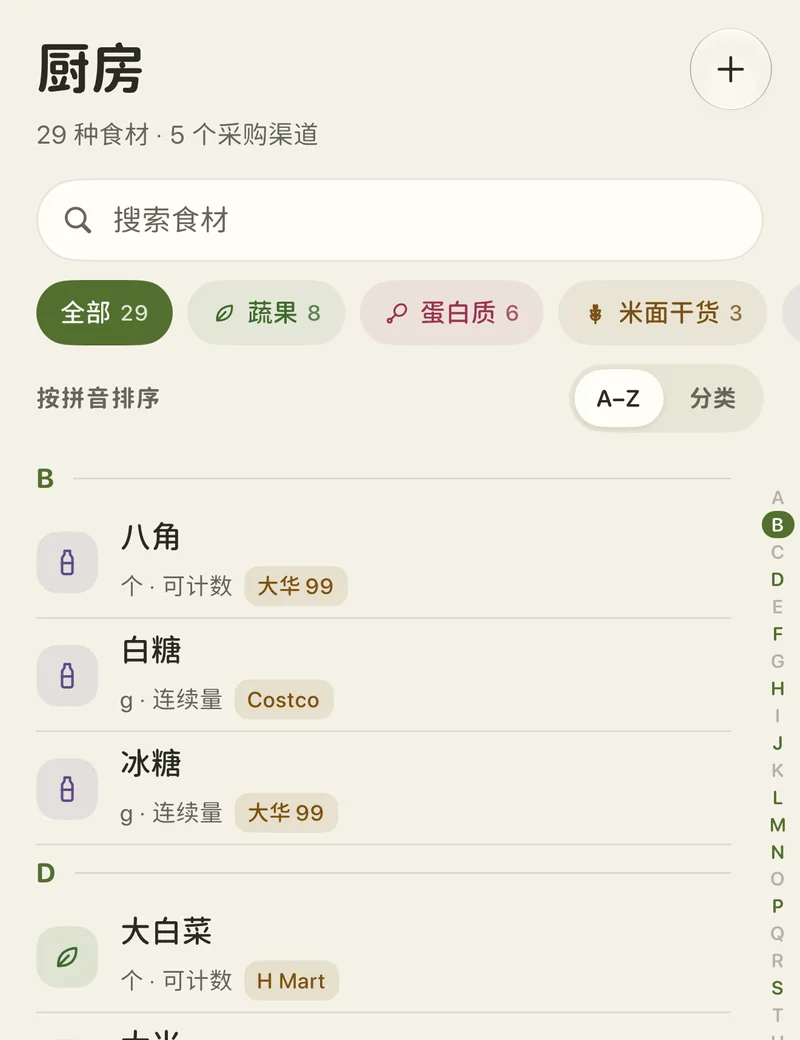 厨房
29 种食材 · 5 个采购渠道
搜索食材
全部 29 蔬果 8 蛋白质 6 米面干货 3
按拼音排序 A–Z 分类
B
八角
个 · 可计数 大华 99
白糖
g · 连续量 Costco
冰糖
g · 连续量 大华 99
D
大白菜
个 · 可计数 H Mart
大米
A
B
C
D
E
F
G
H
I
J
K
L
M
N
O
P
Q
R
S
T